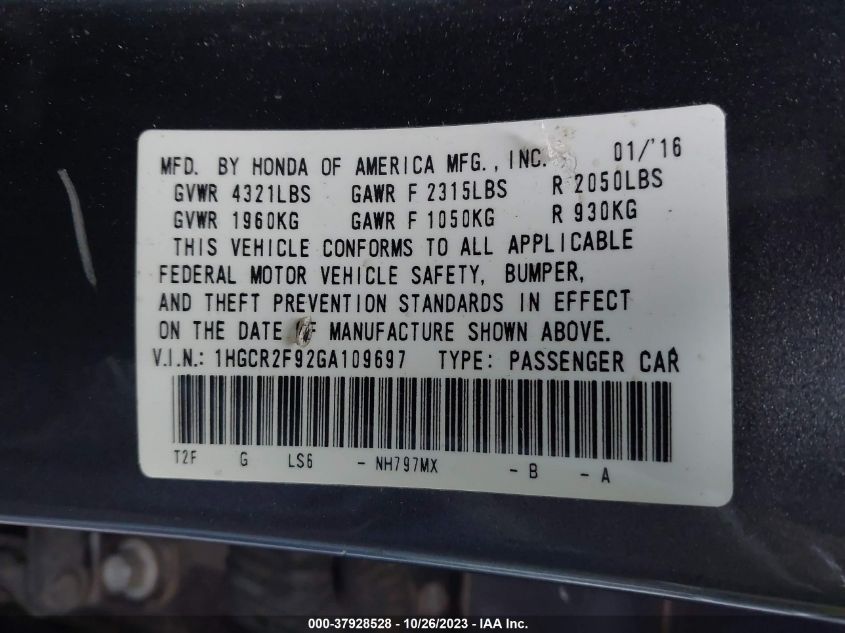 MFD. BY HONDA OF AMERICA MFG., INC. 01/'16
GVWR 4321LBS GAWR F 2315LBS R 2050LBS
GVWR 1960KG GAWR F 1050KG R 930KG
THIS VEHICLE CONFORMS TO ALL APPLICABLE
FEDERAL MOTOR VEHICLE SAFETY, BUMPER,
AND THEFT PREVENTION STANDARDS IN EFFECT
ON THE DATE OF MANUFACTURE SHOWN ABOVE.
V.I.N.: 1HGCR2F92GA109697 TYPE: PASSENGER CAR
T2F G LS6 - NH797MX - B - A
000-37928528 - 10/26/2023 - IAA Inc.